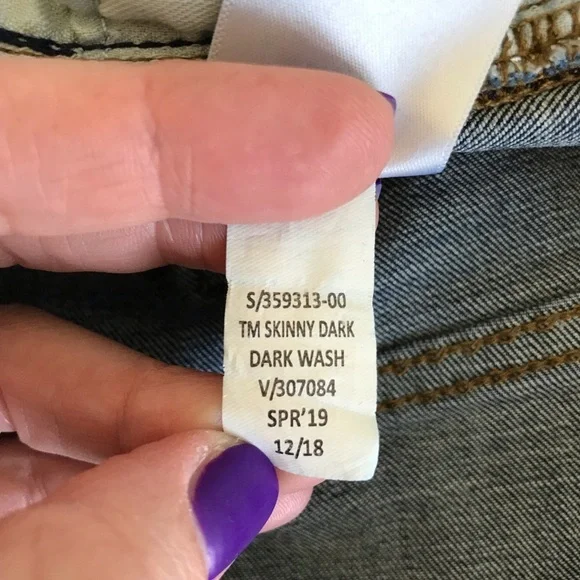 S/359313-00
TM SKINNY DARK
DARK WASH
V/307084
SPR'19
12/18